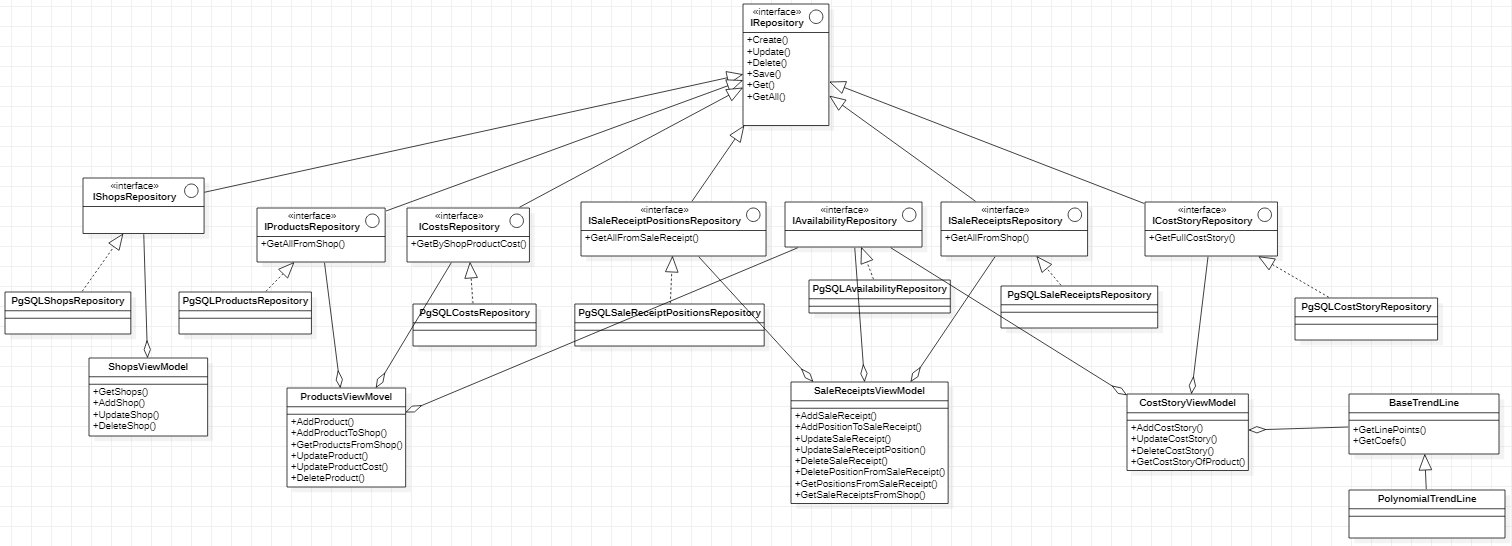 «interface»
IRepository
+Create()
+Update()
+Delete()
+Save()
+Get()
+GetAll()
«interface»
IShopsRepository
«interface»
IProductsRepository
+GetAllFromShop()
«interface»
ICostsRepository
+GetByShopProductCost()
«interface»
ISaleReceiptPositionsRepository
+GetAllFromSaleReceipt()
«interface»
IAvailabilityRepository
«interface»
ISaleReceiptsRepository
+GetAllFromShop()
«interface»
ICostStoryRepository
+GetFullCostStory()
PgSQLShopsRepository
PgSQLProductsRepository
PgSQLCostsRepository
PgSQLSaleReceiptPositionsRepository
PgSQLAvailabilityRepository
PgSQLSaleReceiptsRepository
PgSQLCostStoryRepository
ShopsViewModel
+GetShops()
+AddShop()
+UpdateShop()
+DeleteShop()
ProductsViewMovel
+AddProduct()
+AddProductToShop()
+GetProductsFromShop()
+UpdateProduct()
+UpdateProductCost()
+DeleteProduct()
SaleReceiptsViewModel
+AddSaleReceipt()
+AddPositionToSaleReceipt()
+UpdateSaleReceipt()
+UpdateSaleReceiptPosition()
+DeleteSaleReceipt()
+DeletePositionFromSaleReceipt()
+GetPositionsFromSaleReceipt()
+GetSaleReceiptsFromShop()
CostStoryViewModel
+AddCostStory()
+UpdateCostStory()
+DeleteCostStory()
+GetCostStoryOfProduct()
BaseTrendLine
+GetLinePoints()
+GetCoefs()
PolynomialTrendLine